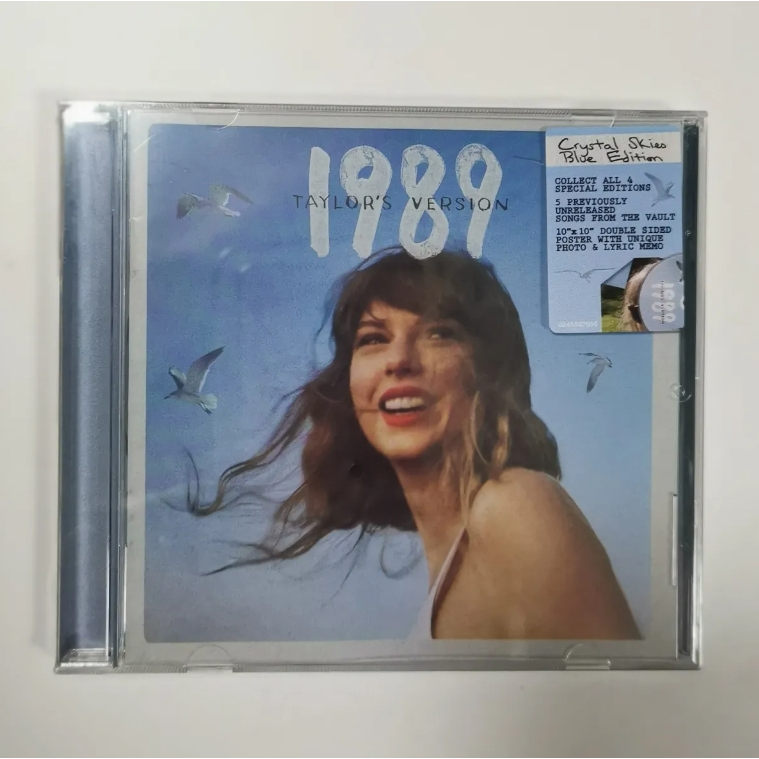 1989
TAYLOR'S VERSION
Crystal Skies
Blue Edition
COLLECT ALL 4
SPECIAL EDITIONS
5 PREVIOUSLY
UNRELEASED
SONGS FROM THE VAULT
10"x10" DOUBLE SIDED
POSTER WITH UNIQUE
PHOTO & LYRIC MEMO
1989